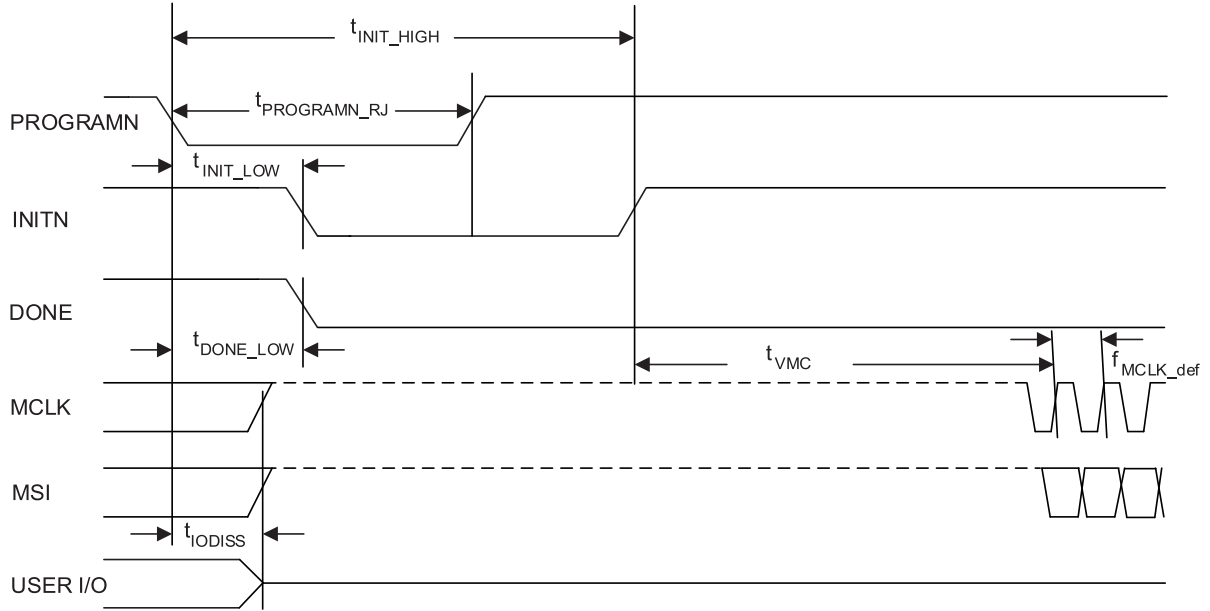 tINIT_HIGH
tPROGRAMN_RJ
PROGRAMN
tINIT_LOW
INITN
DONE
tDONE_LOW
tVMC
fMCLK_def
MCLK
MSI
tIODISS
USER I/O